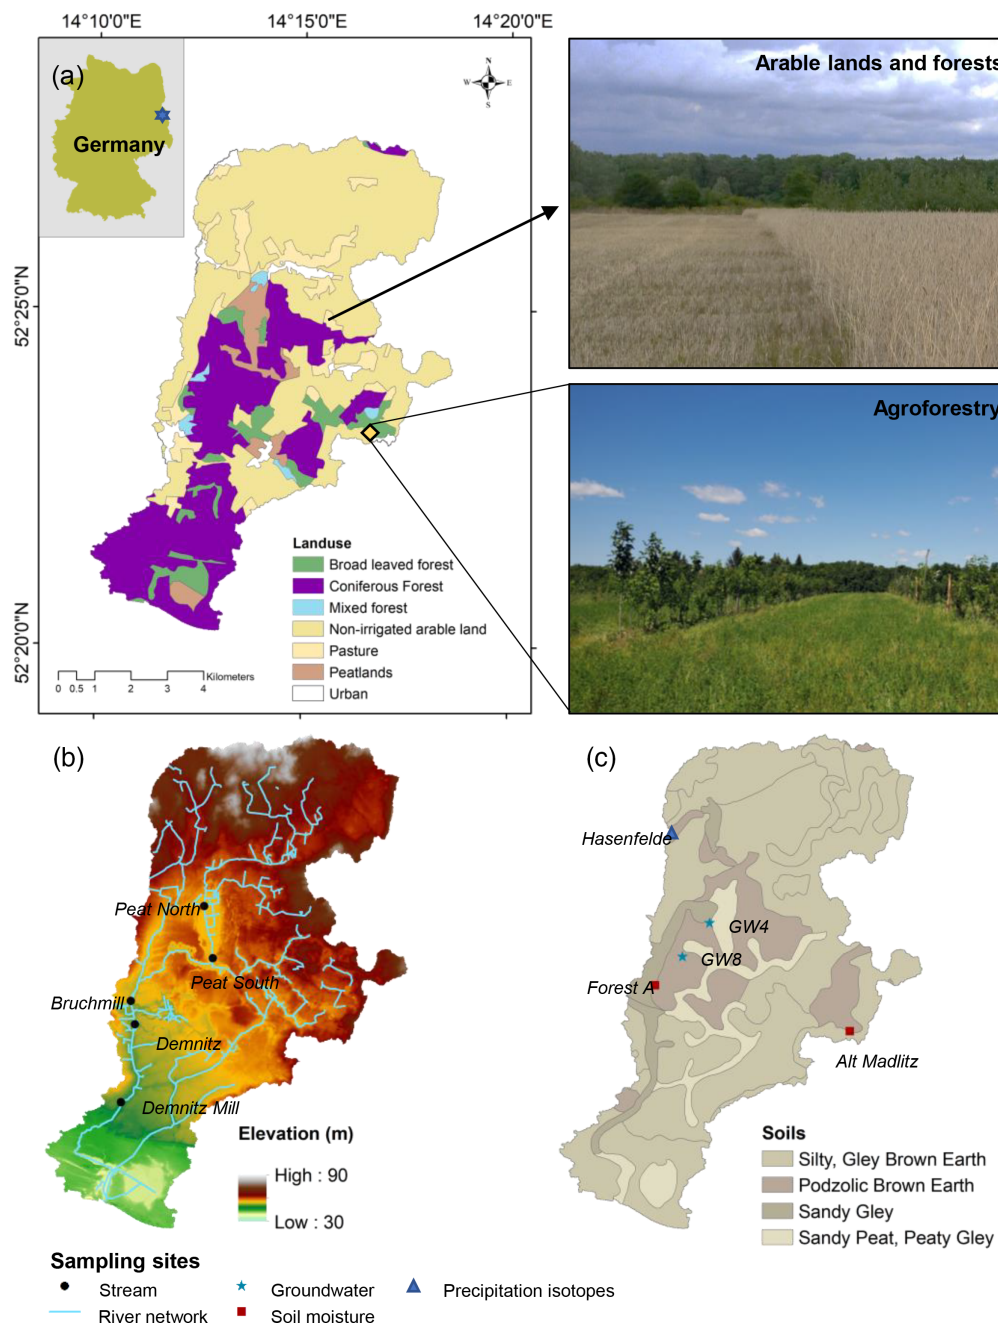 14°10'0"E
14°15'0"E
14°20'0"E
(a)
Germany
N
W
E
S
52°25'0"N
52°20'0"N
Landuse
Broad leaved forest
Coniferous Forest
Mixed forest
Non-irrigated arable land
Pasture
Peatlands
Urban
0 0.5 1 2 3 4 Kilometers
Arable lands and forests
Agroforestry
(b)
Peat North
Peat South
Bruchmill
Demnitz
Demnitz Mill
Elevation (m)
High : 90
Low : 30
(c)
Hasenfelde
GW4
GW8
Forest A
Alt Madlitz
Soils
Silty, Gley Brown Earth
Podzolic Brown Earth
Sandy Gley
Sandy Peat, Peaty Gley
Sampling sites
Stream
Groundwater
Precipitation isotopes
River network
Soil moisture